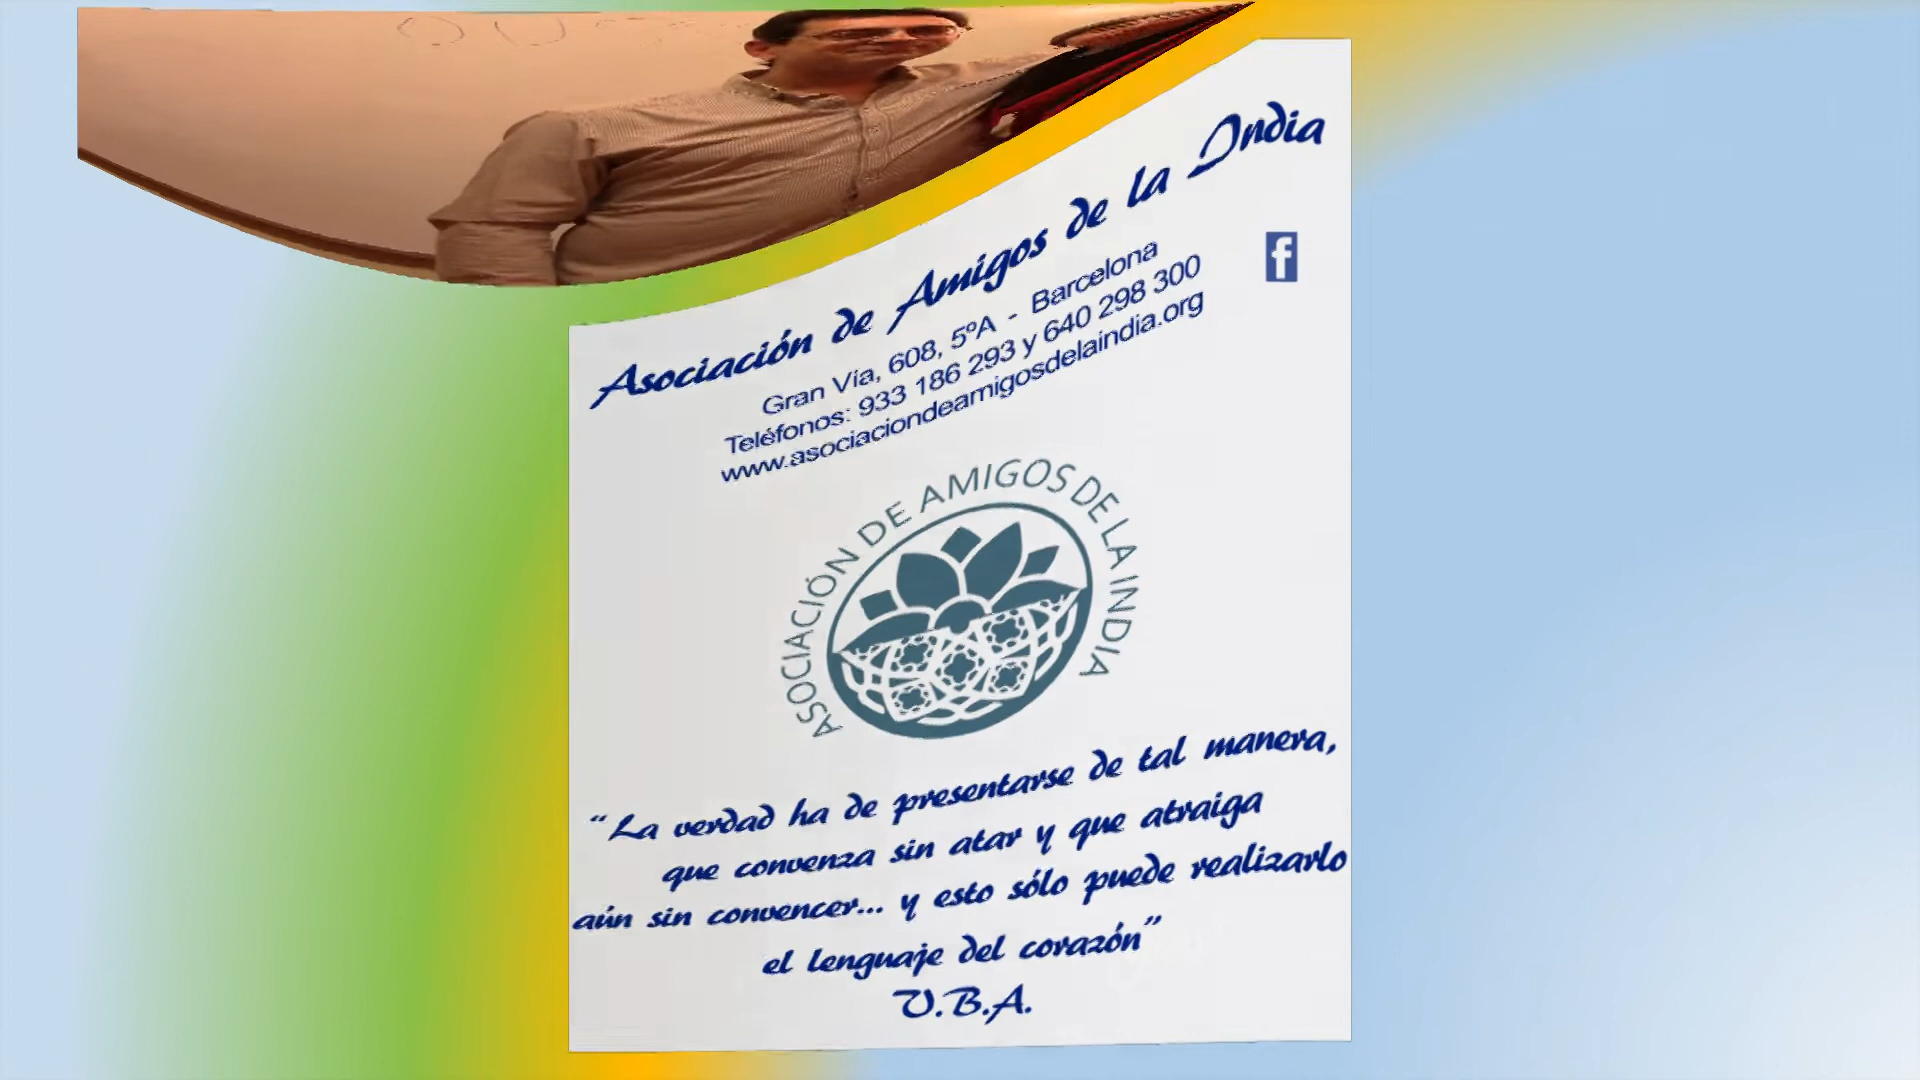 Asociación de Amigos de la India
Gran Vía, 608, 5ºA - Barcelona
Teléfonos: 933 186 293 y 640 298 300
www.asociaciondeamigosdelaindia.org
f
ASOCIACIÓN DE AMIGOS DE LA INDIA
“La verdad ha de presentarse de tal manera,
que convenza sin atar y que atraiga
aún sin convencer... y esto sólo puede realizarlo
el lenguaje del corazón”
V.B.A.